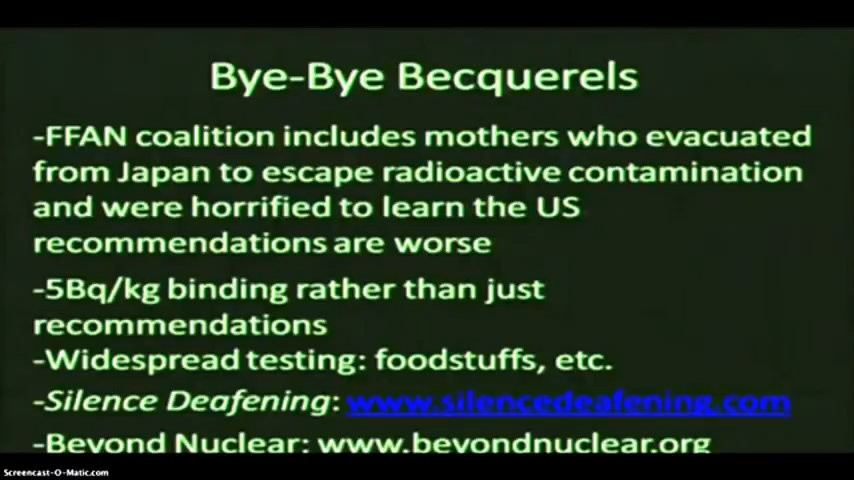 Bye-Bye Becquerels
-FFAN coalition includes mothers who evacuated
from Japan to escape radioactive contamination
and were horrified to learn the US
recommendations are worse
-5Bq/kg binding rather than just
recommendations
-Widespread testing: foodstuffs, etc.
-Silence Deafening: www.silencedeafening.com
-Beyond Nuclear: www.beyondnuclear.org
Screencast-O-Matic.com